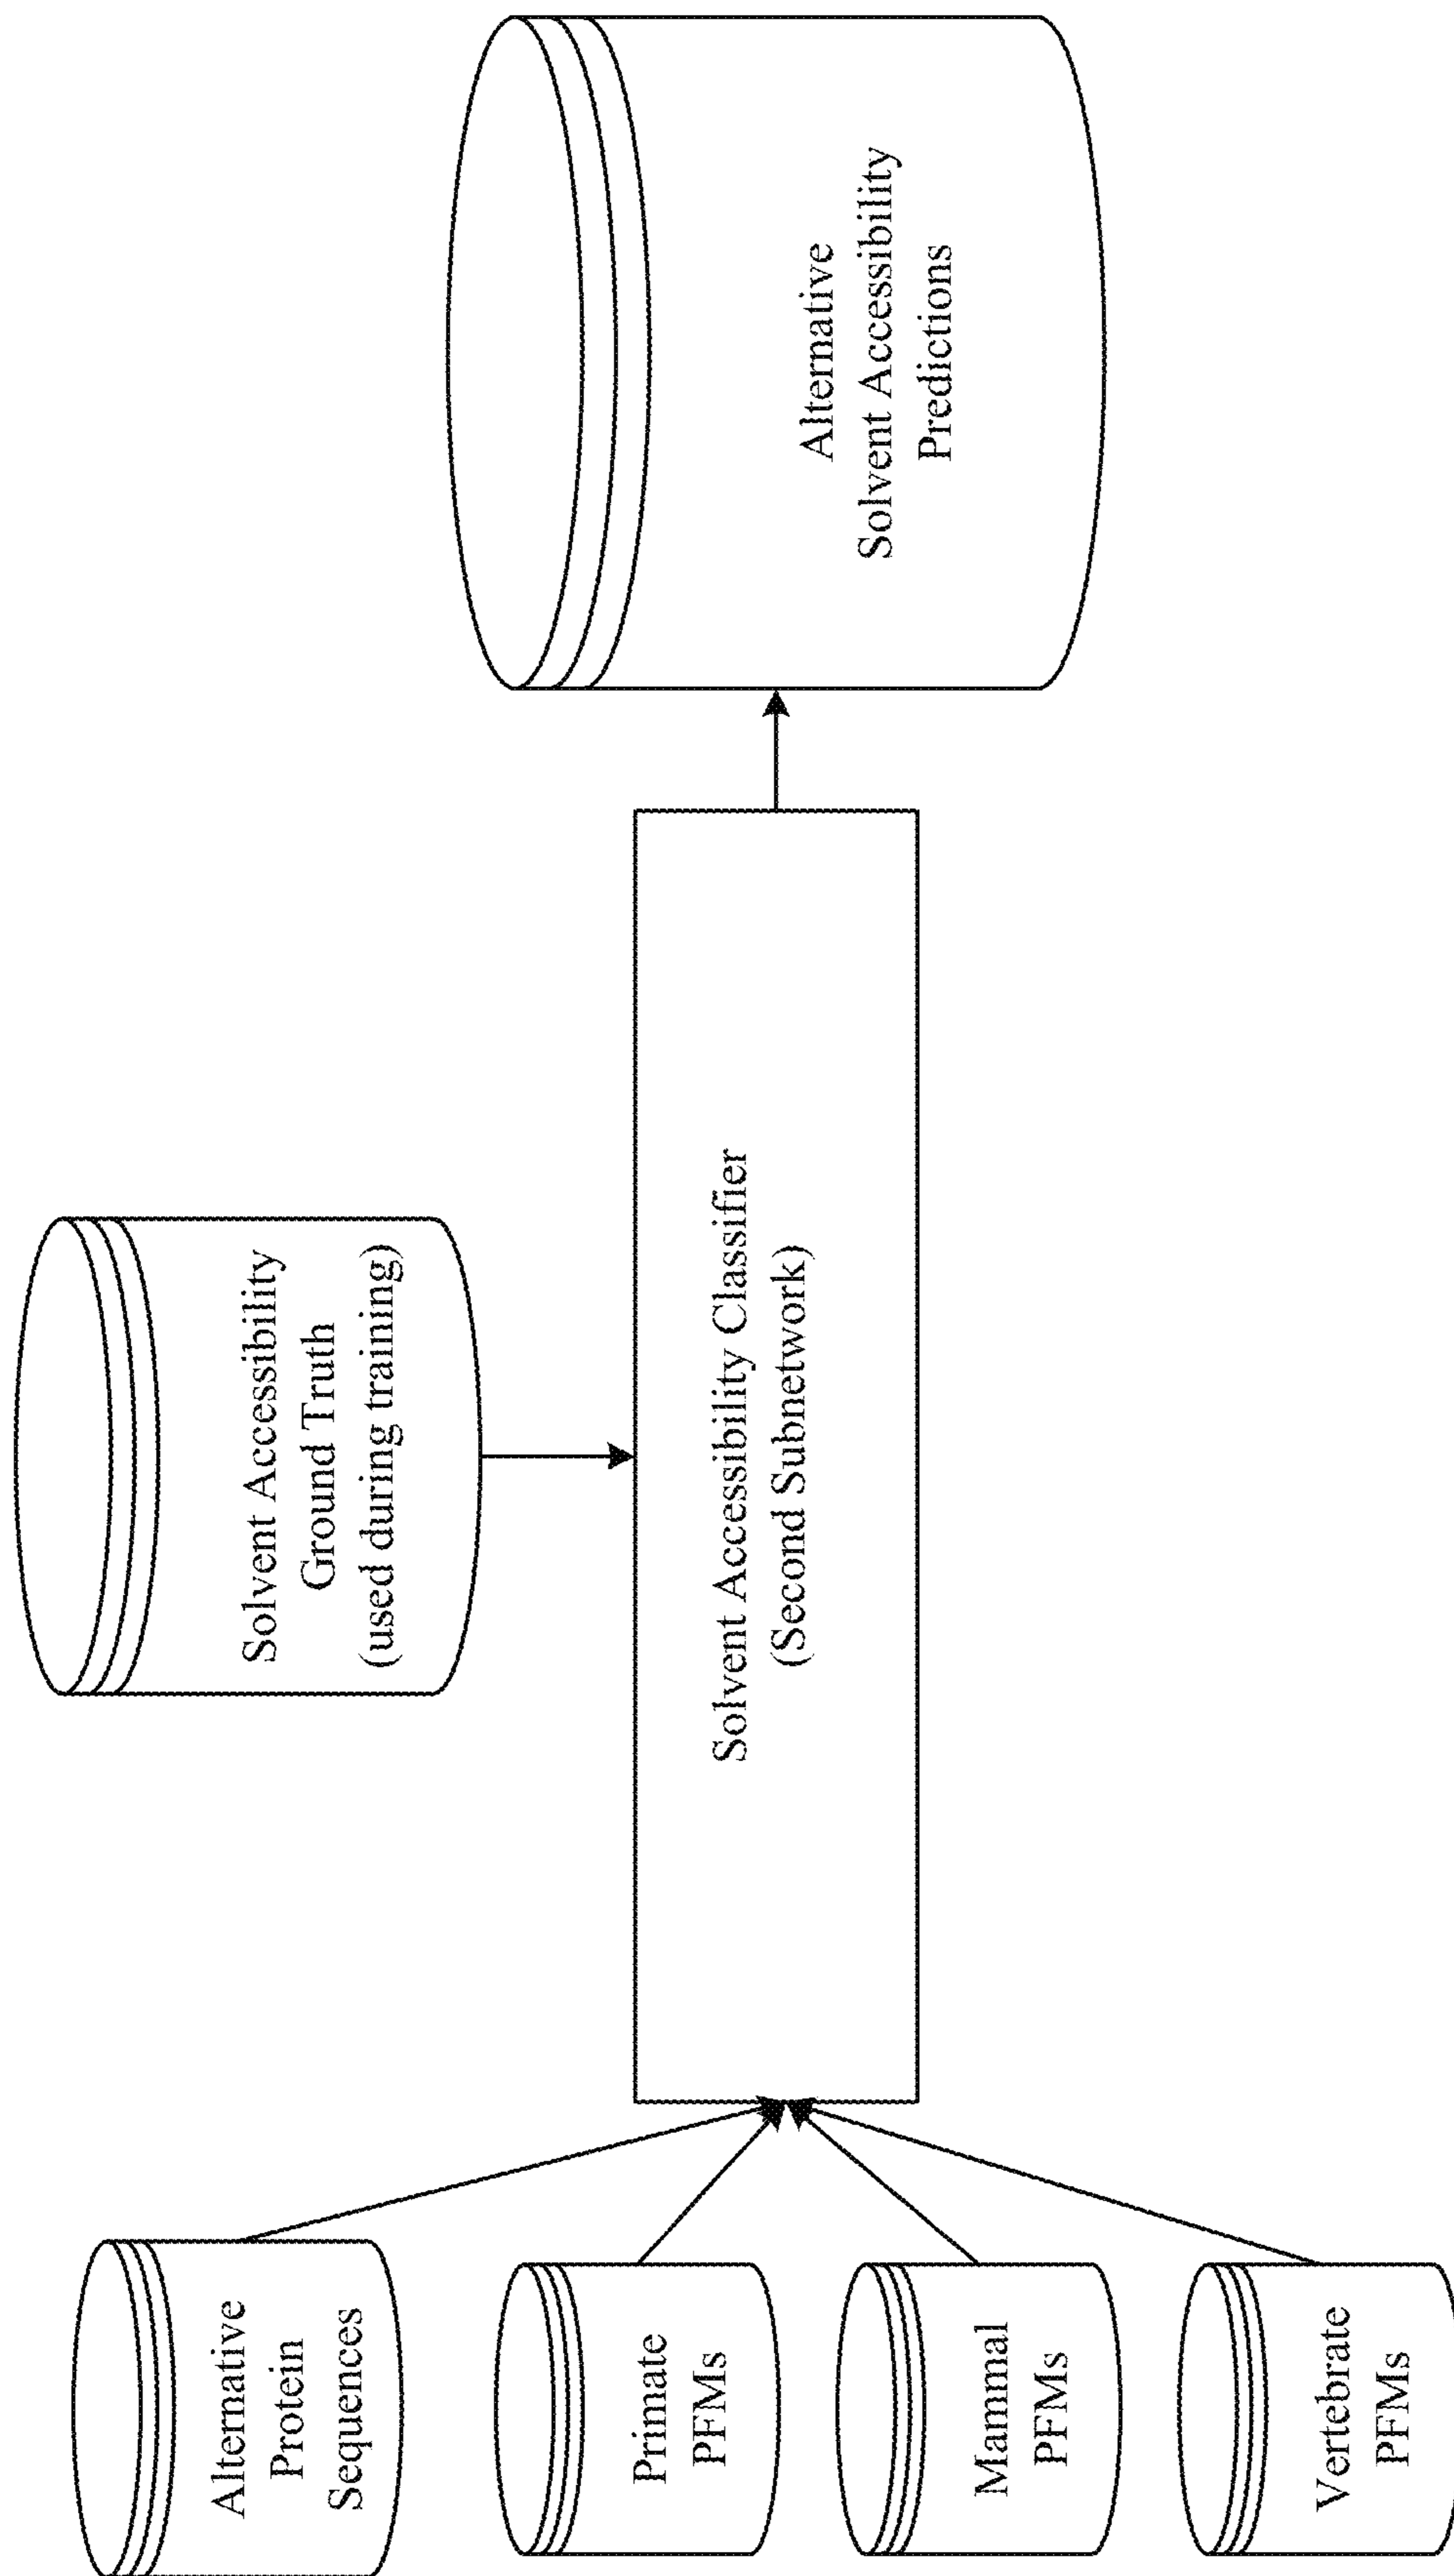 Alternative
Protein
Sequences
Primate
PFMs
Mammal
PFMs
Vertebrate
PFMs
Solvent Accessibility
Ground Truth
(used during training)
Solvent Accessibility Classifier
(Second Subnetwork)
Alternative
Solvent Accessibility
Predictions